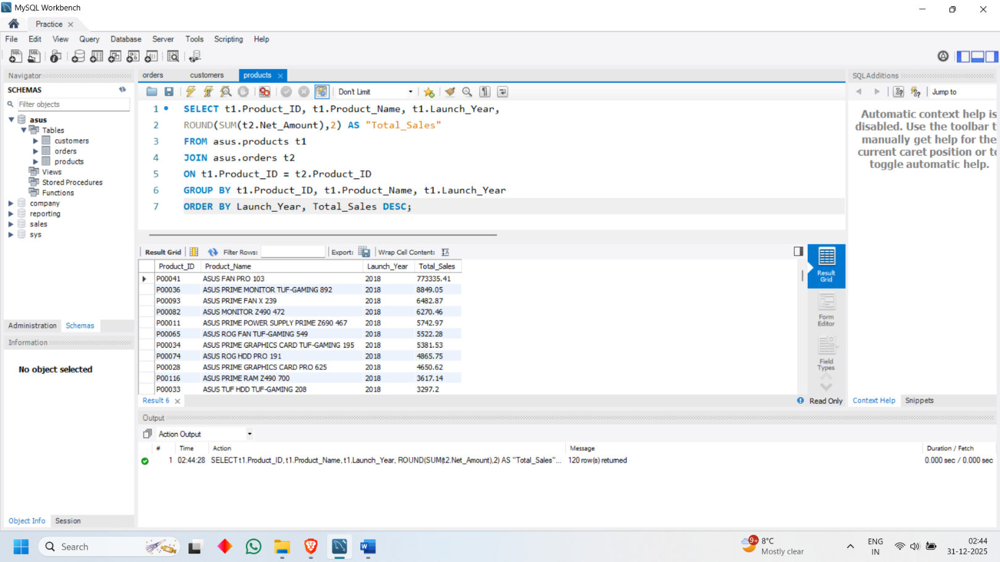 MySQL Workbench
Practice
File Edit View Query Database Server Tools Scripting Help
Navigator
SCHEMAS
Filter objects
asus
Tables
customers
orders
products
Views
Stored Procedures
Functions
company
reporting
sales
sys
Administration Schemas
Information
No object selected
Object Info Session
orders customers products
Don't Limit
1 SELECT t1.Product_ID, t1.Product_Name, t1.Launch_Year,
2 ROUND(SUM(t2.Net_Amount),2) AS "Total_Sales"
3 FROM asus.products t1
4 JOIN asus.orders t2
5 ON t1.Product_ID = t2.Product_ID
6 GROUP BY t1.Product_ID, t1.Product_Name, t1.Launch_Year
7 ORDER BY Launch_Year, Total_Sales DESC;
Result Grid Filter Rows: Export: Wrap Cell Content:
Product_ID Product_Name Launch_Year Total_Sales
P00041 ASUS FAN PRO 103 2018 773335.41
P00036 ASUS PRIME MONITOR TUF-GAMING 892 2018 8849.05
P00093 ASUS PRIME FAN X 239 2018 6482.87
P00082 ASUS MONITOR Z490 472 2018 6270.46
P00011 ASUS PRIME POWER SUPPLY PRIME Z690 467 2018 5742.97
P00065 ASUS ROG FAN TUF-GAMING 549 2018 5522.28
P00034 ASUS PRIME GRAPHICS CARD TUF-GAMING 195 2018 5381.53
P00074 ASUS ROG HDD PRO 191 2018 4865.75
P00028 ASUS PRIME GRAPHICS CARD PRO 625 2018 4650.62
P00116 ASUS PRIME RAM Z490 700 2018 3617.14
P00033 ASUS TUF HDD TUF-GAMING 208 2018 3297.2
Result 6
Read Only
Result
Grid
Form
Editor
Field
Types
SQLAdditions
Jump to
Automatic context help is
disabled. Use the toolbar t
manually get help for the
current caret position or to
toggle automatic help.
Context Help Snippets
Output
Action Output
# Time Action Message Duration / Fetch
1 02:44:28 SELECT t1.Product_ID, t1.Product_Name, t1.Launch_Year, ROUND(SUM(t2.Net_Amount),2) AS "Total_Sales"... 120 row(s) returned 0.000 sec / 0.000 sec
Search
9+
8°C
Mostly clear
ENG
IN
02:44
31-12-2025